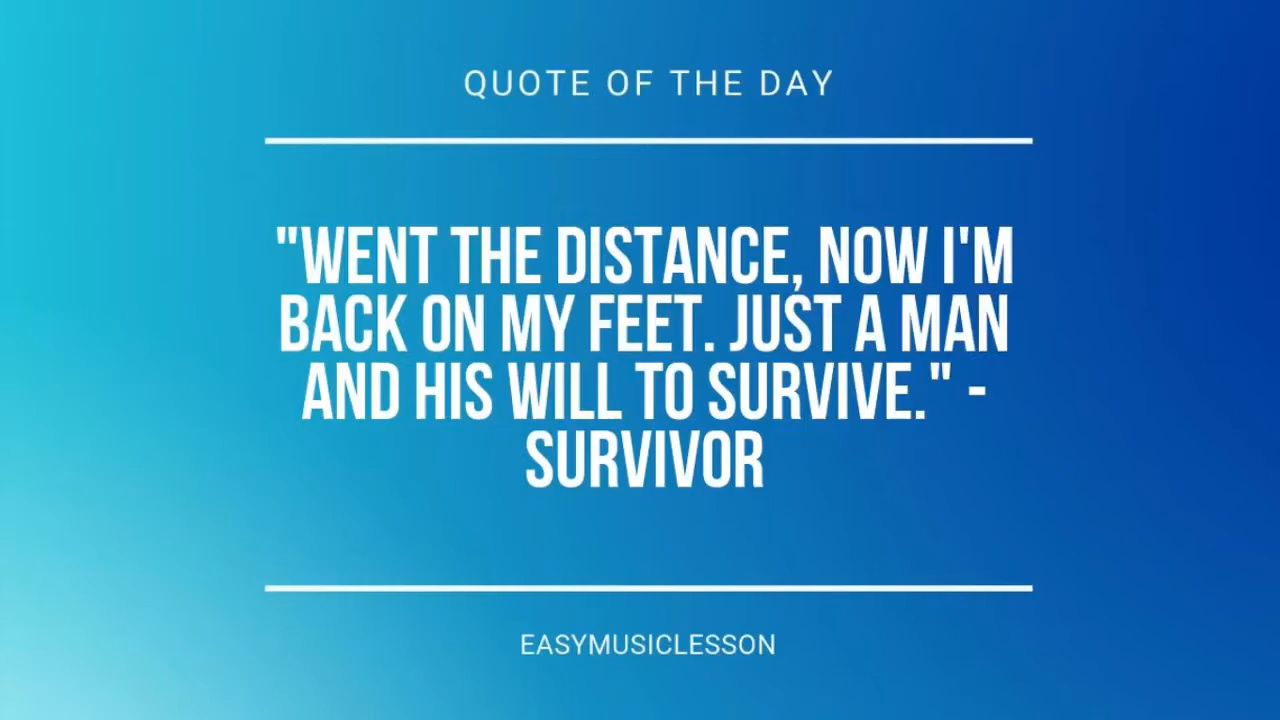 QUOTE OF THE DAY
"WENT THE DISTANCE, NOW I'M
BACK ON MY FEET. JUST A MAN
AND HIS WILL TO SURVIVE." -
SURVIVOR
EASYMUSICLESSON